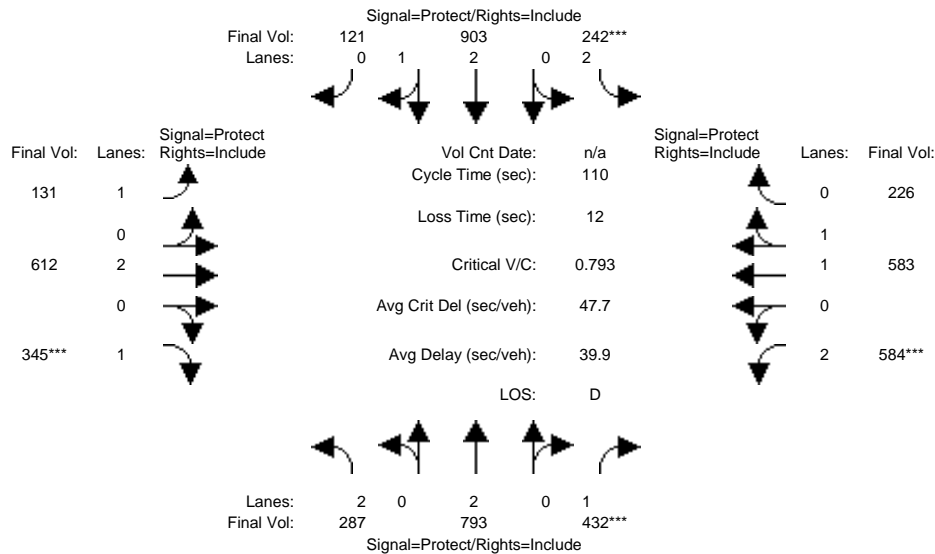 Signal=Protect/Rights=Include
Final Vol: 121 903 242***
Lanes: 0 1 2 0 2
Signal=Protect Signal=Protect
Final Vol: Lanes: Rights=Include Vol Cnt Date: n/a Rights=Include Lanes: Final Vol:
Cycle Time (sec): 110
131 1 0 226
Loss Time (sec): 12
0 1
612 2 Critical V/C: 0.793 1 583
0 Avg Crit Del (sec/veh): 47.7 0
345*** 1 Avg Delay (sec/veh): 39.9 2 584***
LOS: D
Lanes: 2 0 2 0 1
Final Vol: 287 793 432***
Signal=Protect/Rights=Include